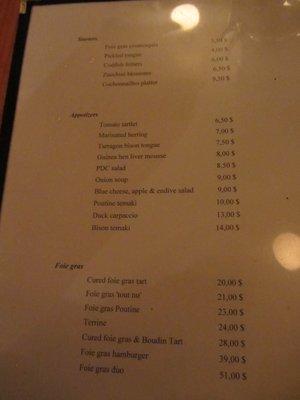 Starters
Foie gras cromesquis 3,50 $
Pickled tongue 4,00 $
Codfish fritters 6,00 $
Zucchini blossoms 6,50 $
Cochonnailles platter 9,50 $
Appetizers
Tomato tartlet 6,50 $
Marinated herring 7,00 $
Tarragon bison tongue 7,50 $
Guinea hen liver mousse 8,00 $
PDC salad 8,50 $
Onion soup 9,00 $
Blue cheese, apple & endive salad 9,00 $
Poutine temaki 10,00 $
Duck carpaccio 13,00 $
Bison temaki 14,00 $
Foie gras
Cured foie gras tart 20,00 $
Foie gras 'tout nu' 21,00 $
Foie gras Poutine 23,00 $
Terrine 24,00 $
Cured foie gras & Boudin Tart 28,00 $
Foie gras hamburger 39,00 $
Foie gras duo 51,00 $